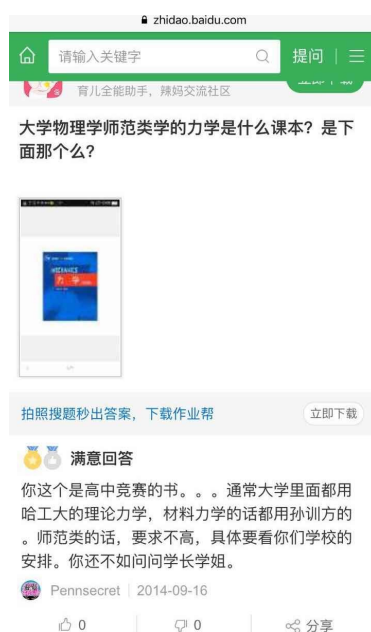 zhidao.baidu.com
请输入关键字
提问
育儿全能助手，辣妈交流社区
大学物理学师范类学的力学是什么课本？是下
面那个么？
MECHANICS
力 学
拍照搜题秒出答案，下载作业帮
立即下载
满意回答
你这个是高中竞赛的书。。。通常大学里面都用
哈工大的理论力学，材料力学的话都用孙训方的
。师范类的话，要求不高，具体要看你们学校的
安排。你还不如问问学长学姐。
Pennsecret
2014-09-16
0
0
分享